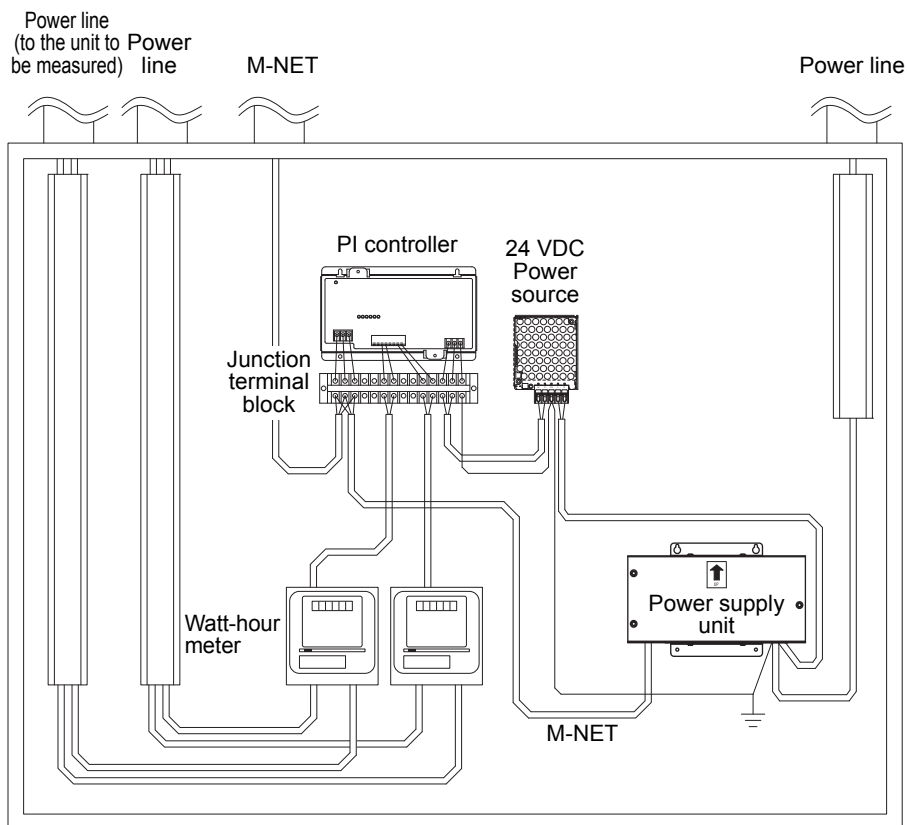 Power line
(to the unit to
be measured)
Power
line
M-NET
Power line
PI controller
24 VDC
Power
source
Junction
terminal
block
Watt-hour
meter
Power supply
unit
M-NET